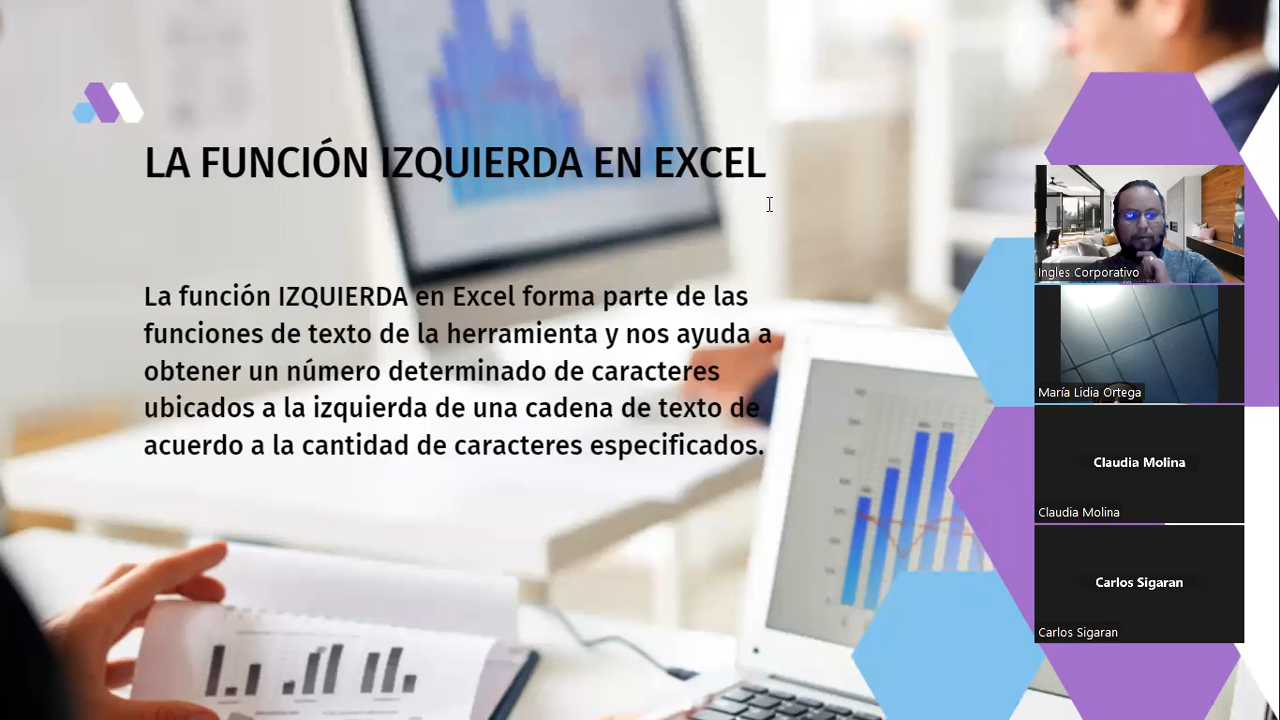 LA FUNCIÓN IZQUIERDA EN EXCEL
La función IZQUIERDA en Excel forma parte de las
funciones de texto de la herramienta y nos ayuda a
obtener un número determinado de caracteres
ubicados a la izquierda de una cadena de texto de
acuerdo a la cantidad de caracteres especificados.
Ingles Corporativo
María Lidia Ortega
Claudia Molina
Claudia Molina
Carlos Sigaran
Carlos Sigaran